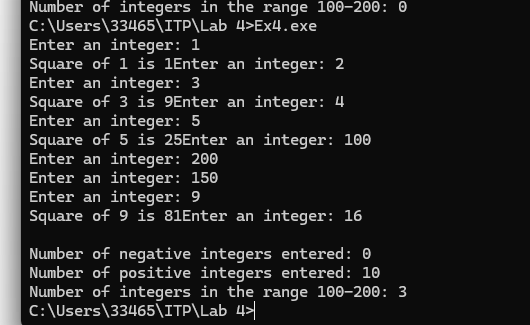 Number of integers in the range 100-200: 0
C:\Users\33465\ITP\Lab 4>Ex4.exe
Enter an integer: 1
Square of 1 is 1Enter an integer: 2
Enter an integer: 3
Square of 3 is 9Enter an integer: 4
Enter an integer: 5
Square of 5 is 25Enter an integer: 100
Enter an integer: 200
Enter an integer: 150
Enter an integer: 9
Square of 9 is 81Enter an integer: 16
Number of negative integers entered: 0
Number of positive integers entered: 10
Number of integers in the range 100-200: 3
C:\Users\33465\ITP\Lab 4>